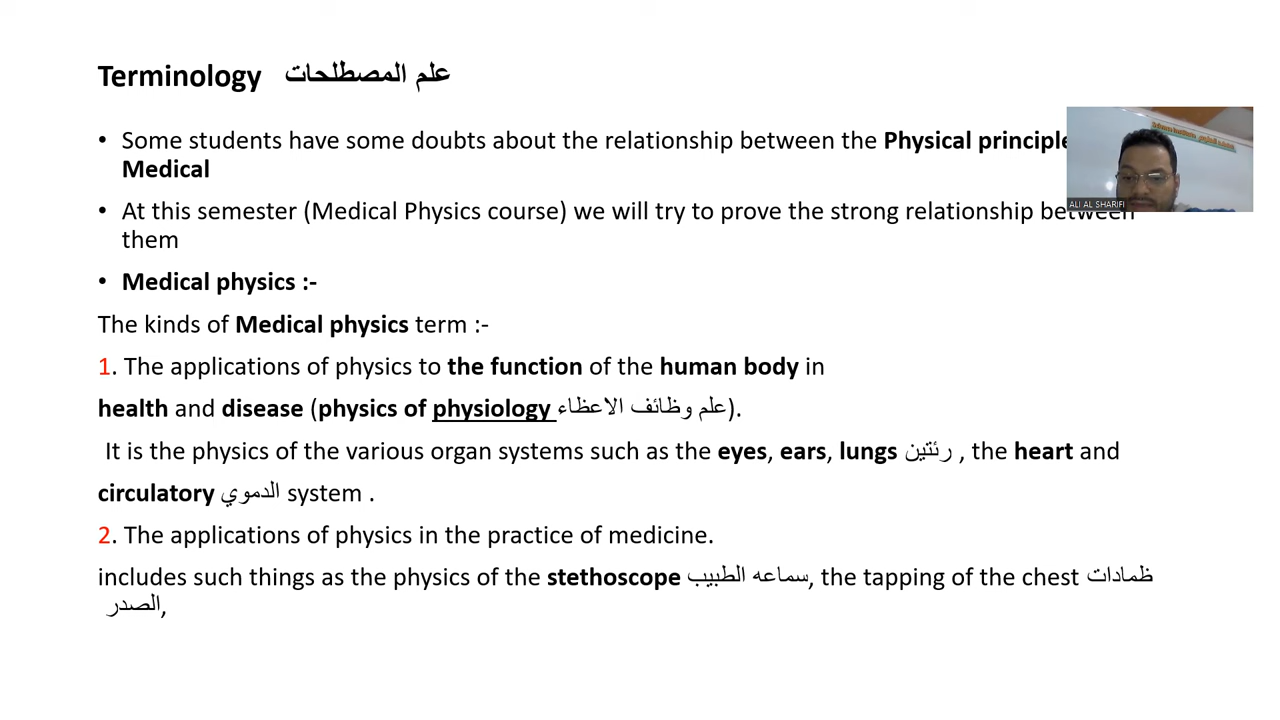 Terminology علم المصطلحات
• Some students have some doubts about the relationship between the Physical principle
Medical
• At this semester (Medical Physics course) we will try to prove the strong relationship between
them
• Medical physics :-
The kinds of Medical physics term :-
1. The applications of physics to the function of the human body in
health and disease (physics of physiology علم وظائف الاعظاء).
It is the physics of the various organ systems such as the eyes, ears, lungs رئتين , the heart and
circulatory الدموي system .
2. The applications of physics in the practice of medicine.
includes such things as the physics of the stethoscope سماعه الطبيب, the tapping of the chest ظمادات
الصدر,
ALI AL SHARIFI